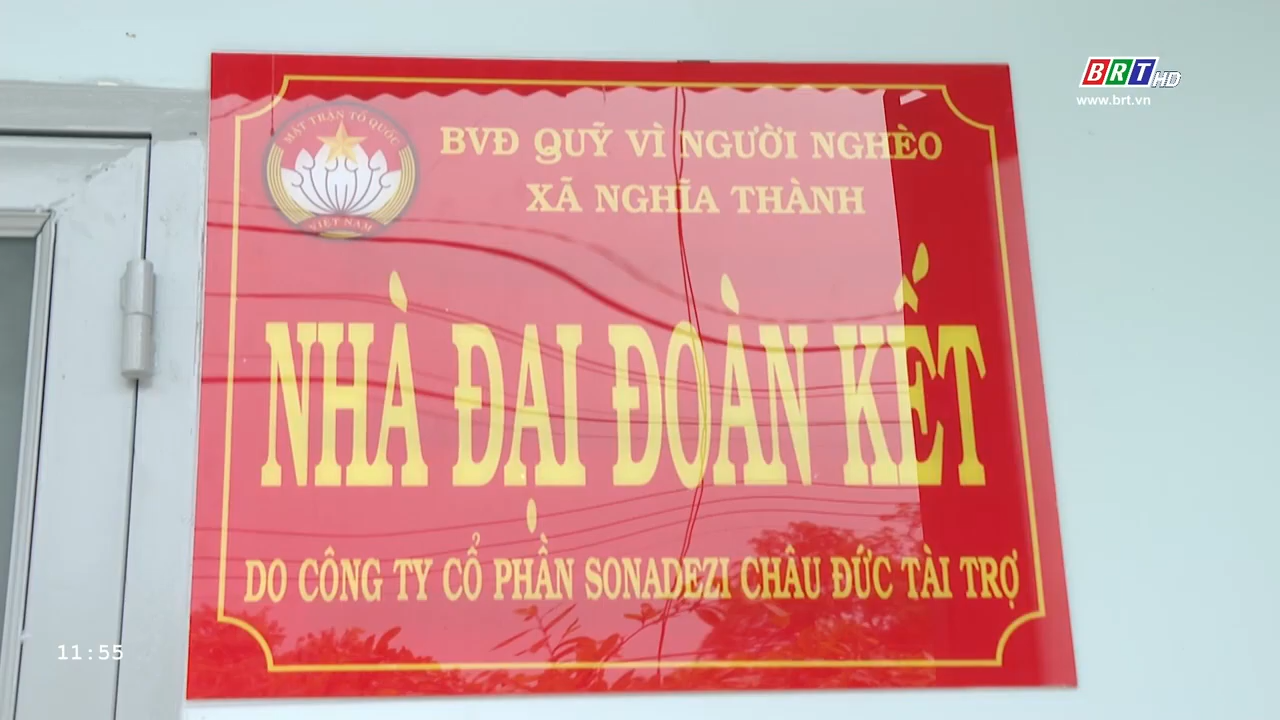 BRT HD
www.brt.vn
MẶT TRẬN TỔ QUỐC
VIỆT NAM
BVĐ QUỸ VÌ NGƯỜI NGHÈO
XÃ NGHĨA THÀNH
NHÀ ĐẠI ĐOÀN KẾT
DO CÔNG TY CỔ PHẦN SONADEZI CHÂU ĐỨC TÀI TRỢ
11:55